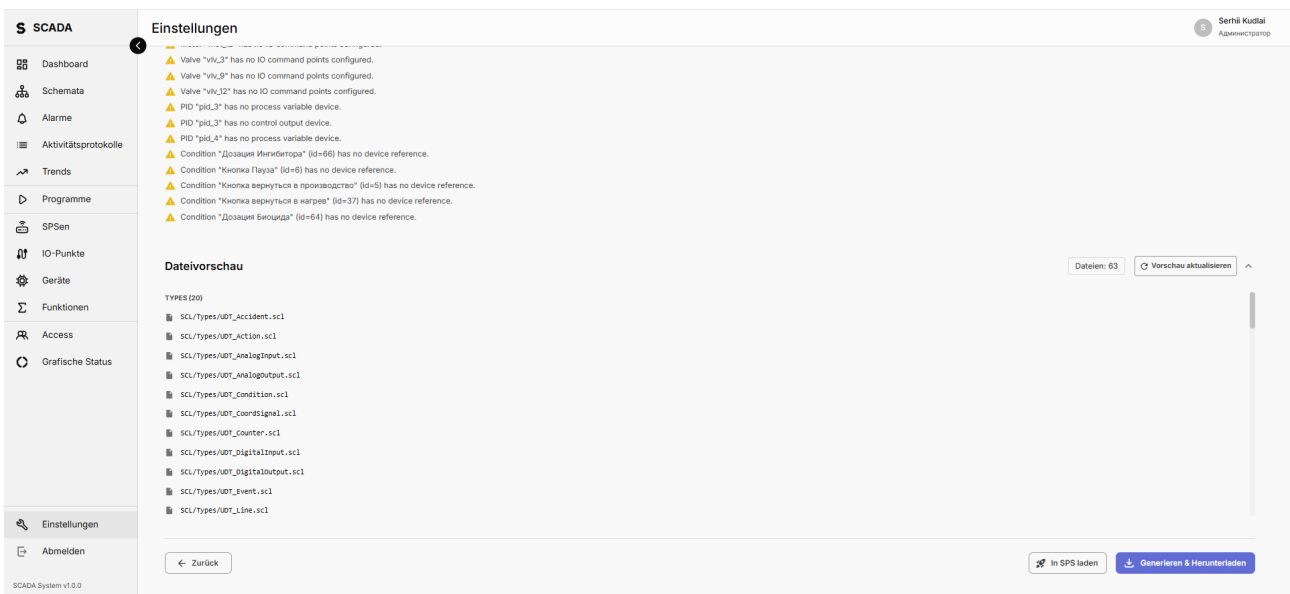 S SCADA
Einstellungen
S
Serhii Kudlai
Администратор
Dashboard
Schemata
Alarme
Aktivitätsprotokolle
Trends
Programme
SPSen
IO-Punkte
Geräte
Funktionen
Access
Grafische Status
Einstellungen
Abmelden
SCADA System v1.0.0
has no IO command points configured.
Valve "vlv_3" has no IO command points configured.
Valve "vlv_9" has no IO command points configured.
Valve "vlv_12" has no IO command points configured.
PID "pid_3" has no process variable device.
PID "pid_3" has no control output device.
PID "pid_4" has no process variable device.
Condition "Дозация Ингибитора" (id=66) has no device reference.
Condition "Кнопка Пауза" (id=6) has no device reference.
Condition "Кнопка вернуться в производство" (id=5) has no device reference.
Condition "Кнопка вернуться в нагрев" (id=37) has no device reference.
Condition "Дозация Биоцида" (id=64) has no device reference.
Dateivorschau
Dateien: 63
Vorschau aktualisieren
TYPES (20)
SCL/Types/UDT_Accident.scl
SCL/Types/UDT_Action.scl
SCL/Types/UDT_AnalogInput.scl
SCL/Types/UDT_AnalogOutput.scl
SCL/Types/UDT_Condition.scl
SCL/Types/UDT_CoordSignal.scl
SCL/Types/UDT_Counter.scl
SCL/Types/UDT_DigitalInput.scl
SCL/Types/UDT_DigitalOutput.scl
SCL/Types/UDT_Event.scl
SCL/Types/UDT_Line.scl
Zurück
In SPS laden
Generieren & Herunterladen